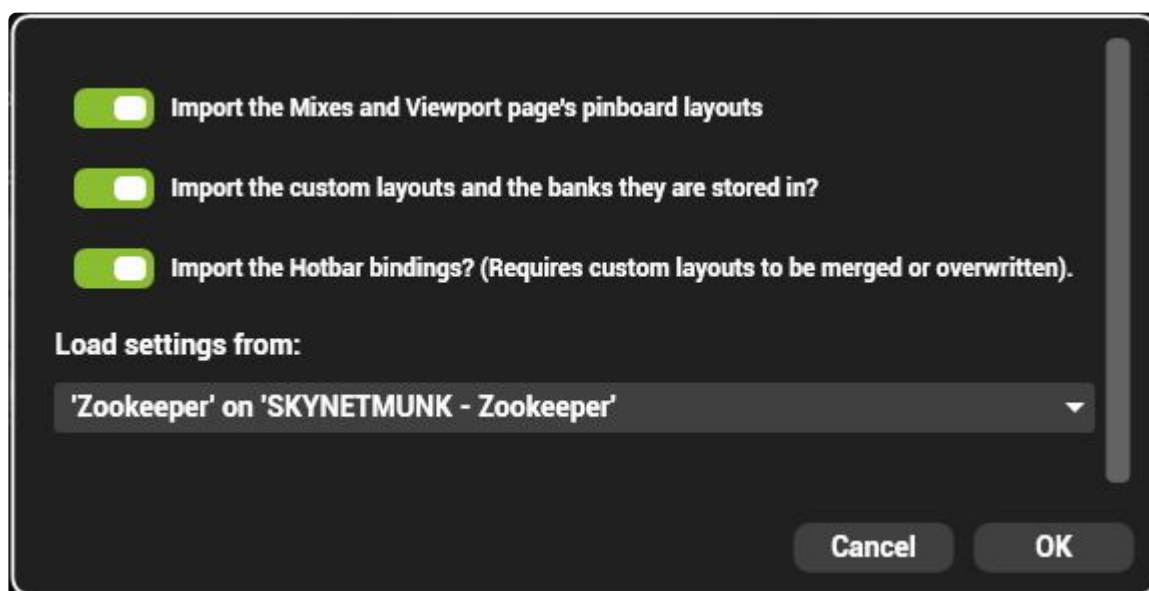 Import the Mixes and Viewport page's pinboard layouts
Import the custom layouts and the banks they are stored in?
Import the Hotbar bindings? (Requires custom layouts to be merged or overwritten).
Load settings from:
'Zookeeper' on 'SKYNETMUNK - Zookeeper'
Cancel OK